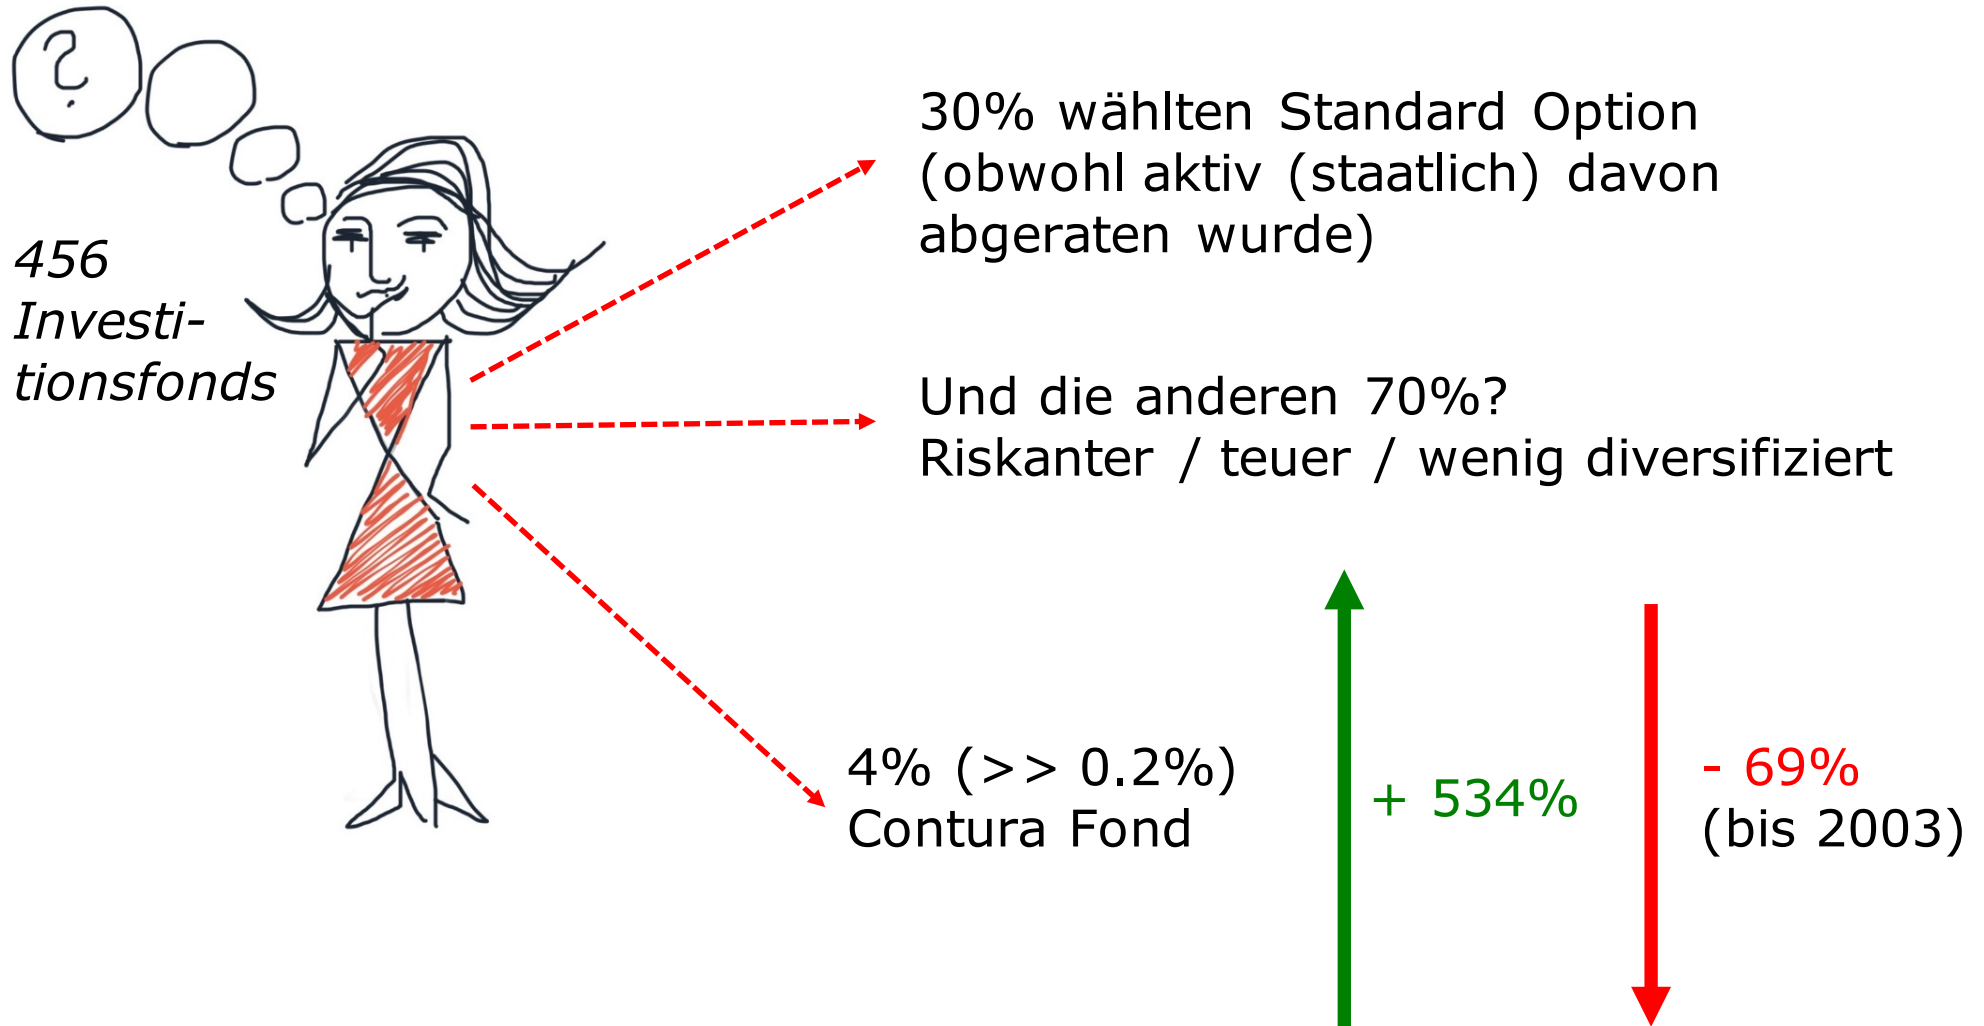 ?
456
Investi-
tionsfonds
30% wählten Standard Option
(obwohl aktiv (staatlich) davon
abgeraten wurde)
Und die anderen 70%?
Riskanter / teuer / wenig diversifiziert
4% (>> 0.2%)
Contura Fond
+ 534%
- 69%
(bis 2003)